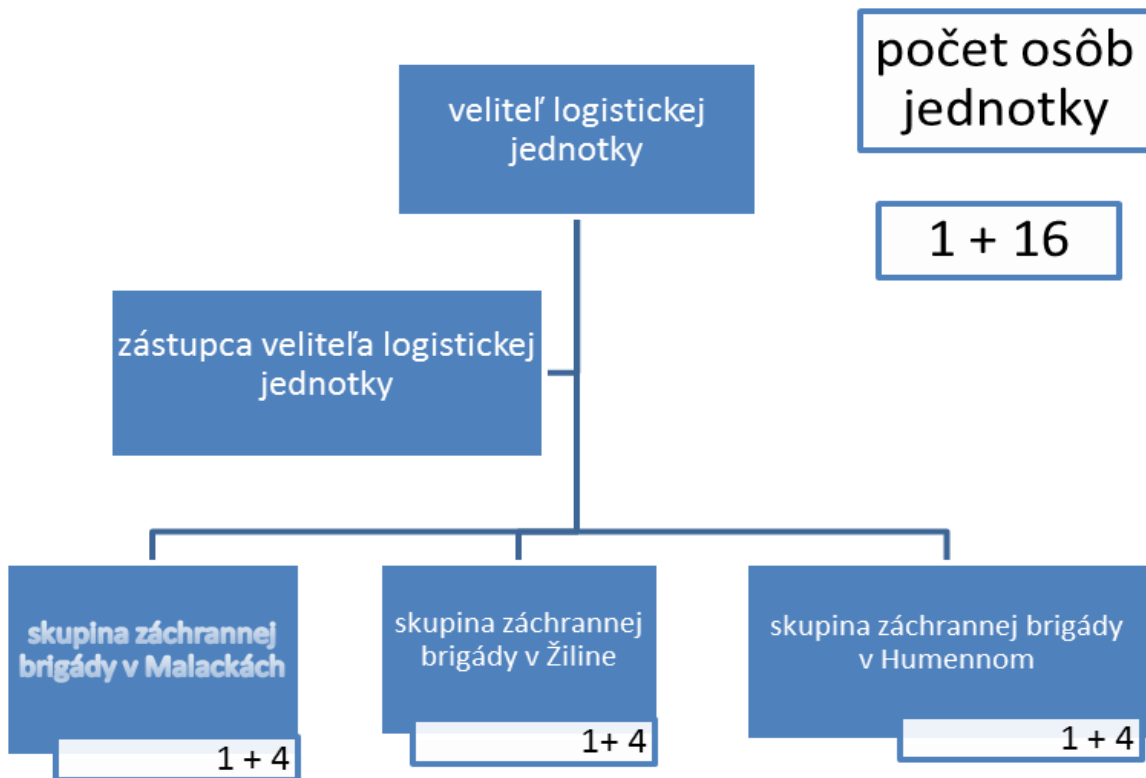 počet osôb
jednotky
veliteľ logistickej
jednotky
1 + 16
zástupca veliteľa logistickej
jednotky
skupina záchrannej
brigády v Malackách
1 + 4
skupina záchrannej
brigády v Žiline
1+ 4
skupina záchrannej brigády
v Humennom
1 + 4